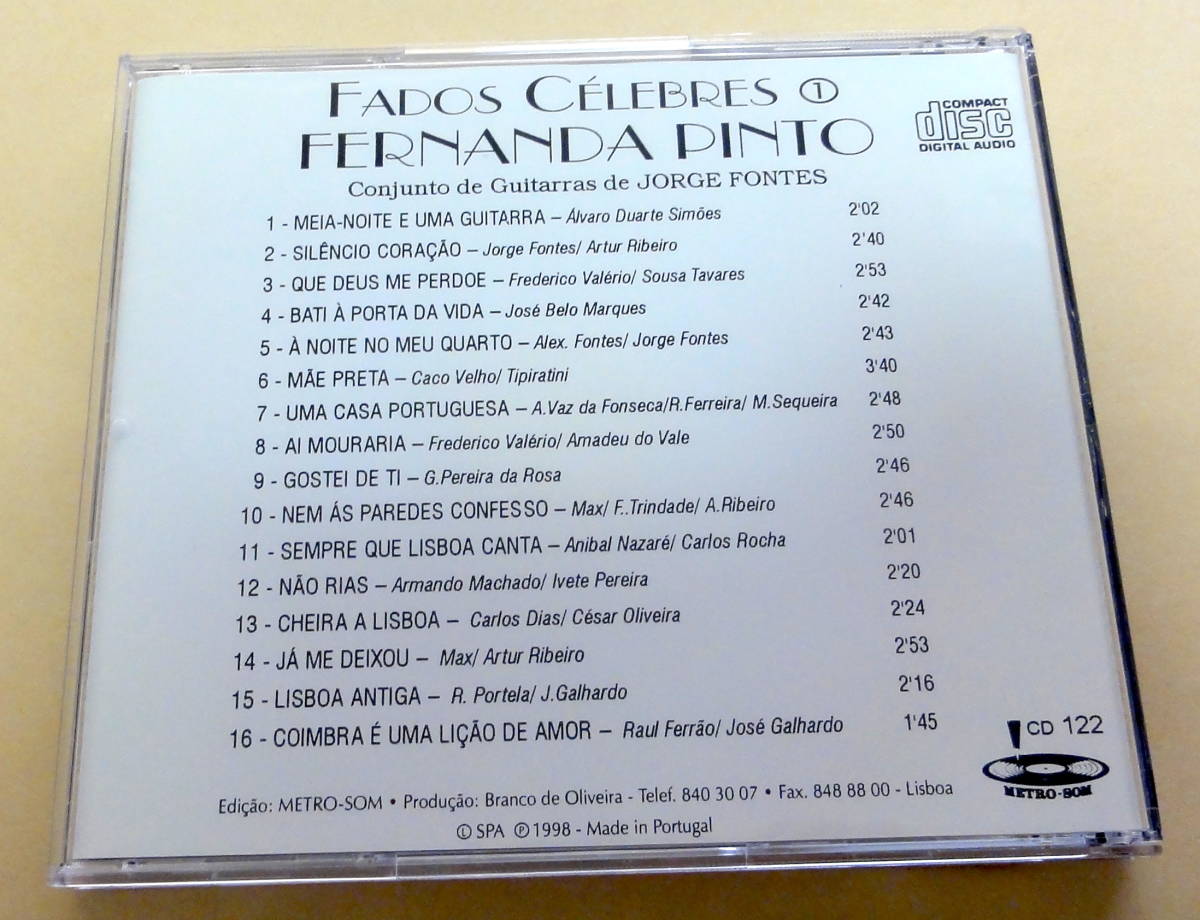 FADOS CÉLEBRES ①
FERNANDA PINTO
Conjunto de Guitarras de JORGE FONTES
COMPACT
disc
DIGITAL AUDIO
1 - MEIA-NOITE E UMA GUITARRA – Álvaro Duarte Simões 2'02
2 - SILÊNCIO CORAÇÃO – Jorge Fontes/ Artur Ribeiro 2'40
3 - QUE DEUS ME PERDOE – Frederico Valério/ Sousa Tavares 2'53
4 - BATI À PORTA DA VIDA – José Belo Marques 2'42
5 - À NOITE NO MEU QUARTO – Alex. Fontes/ Jorge Fontes 2'43
6 - MÃE PRETA – Caco Velho/ Tipiratini 3'40
7 - UMA CASA PORTUGUESA – A.Vaz da Fonseca/R.Ferreira/ M.Sequeira 2'48
8 - AI MOURARIA – Frederico Valério/ Amadeu do Vale 2'50
9 - GOSTEI DE TI – G.Pereira da Rosa 2'46
10 - NEM ÁS PAREDES CONFESSO – Max/ F..Trindade/ A.Ribeiro 2'46
11 - SEMPRE QUE LISBOA CANTA – Anibal Nazaré/ Carlos Rocha 2'01
12 - NÃO RIAS – Armando Machado/ Ivete Pereira 2'20
13 - CHEIRA A LISBOA – Carlos Dias/ César Oliveira 2'24
14 - JÁ ME DEIXOU – Max/ Artur Ribeiro 2'53
15 - LISBOA ANTIGA – R. Portela/ J.Galhardo 2'16
16 - COIMBRA É UMA LIÇÃO DE AMOR – Raul Ferrão/ José Galhardo 1'45
CD 122
METRO-SOM
Edição: METRO-SOM • Produção: Branco de Oliveira - Telef. 840 30 07 • Fax. 848 88 00 - Lisboa
Ⓛ SPA Ⓟ 1998 - Made in Portugal